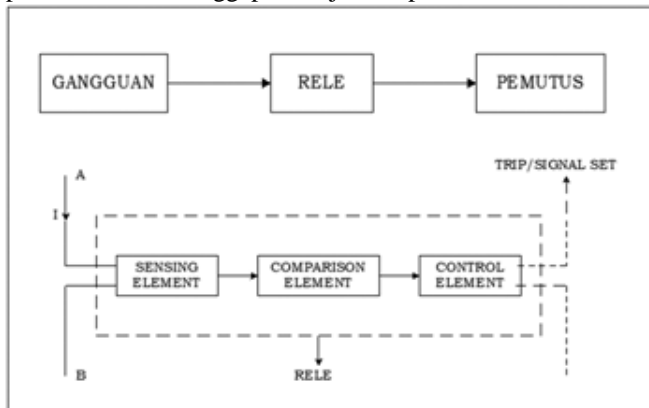 GANGGUAN RELE PEMUTUS
TRIP/SIGNAL SET
A
I
SENSING
ELEMENT
COMPARISON
ELEMENT
CONTROL
ELEMENT
B
RELE